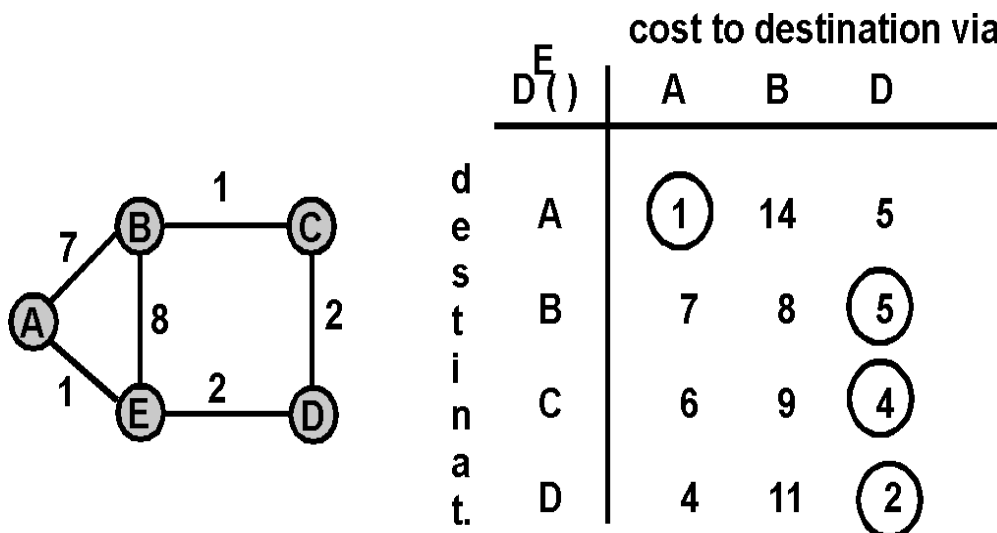 cost to destination via
E
D ( ) A B D
destinat.
A 1 14 5
B 7 8 5
C 6 9 4
D 4 11 2
1
B C
7
8 2
A
1 2
E D